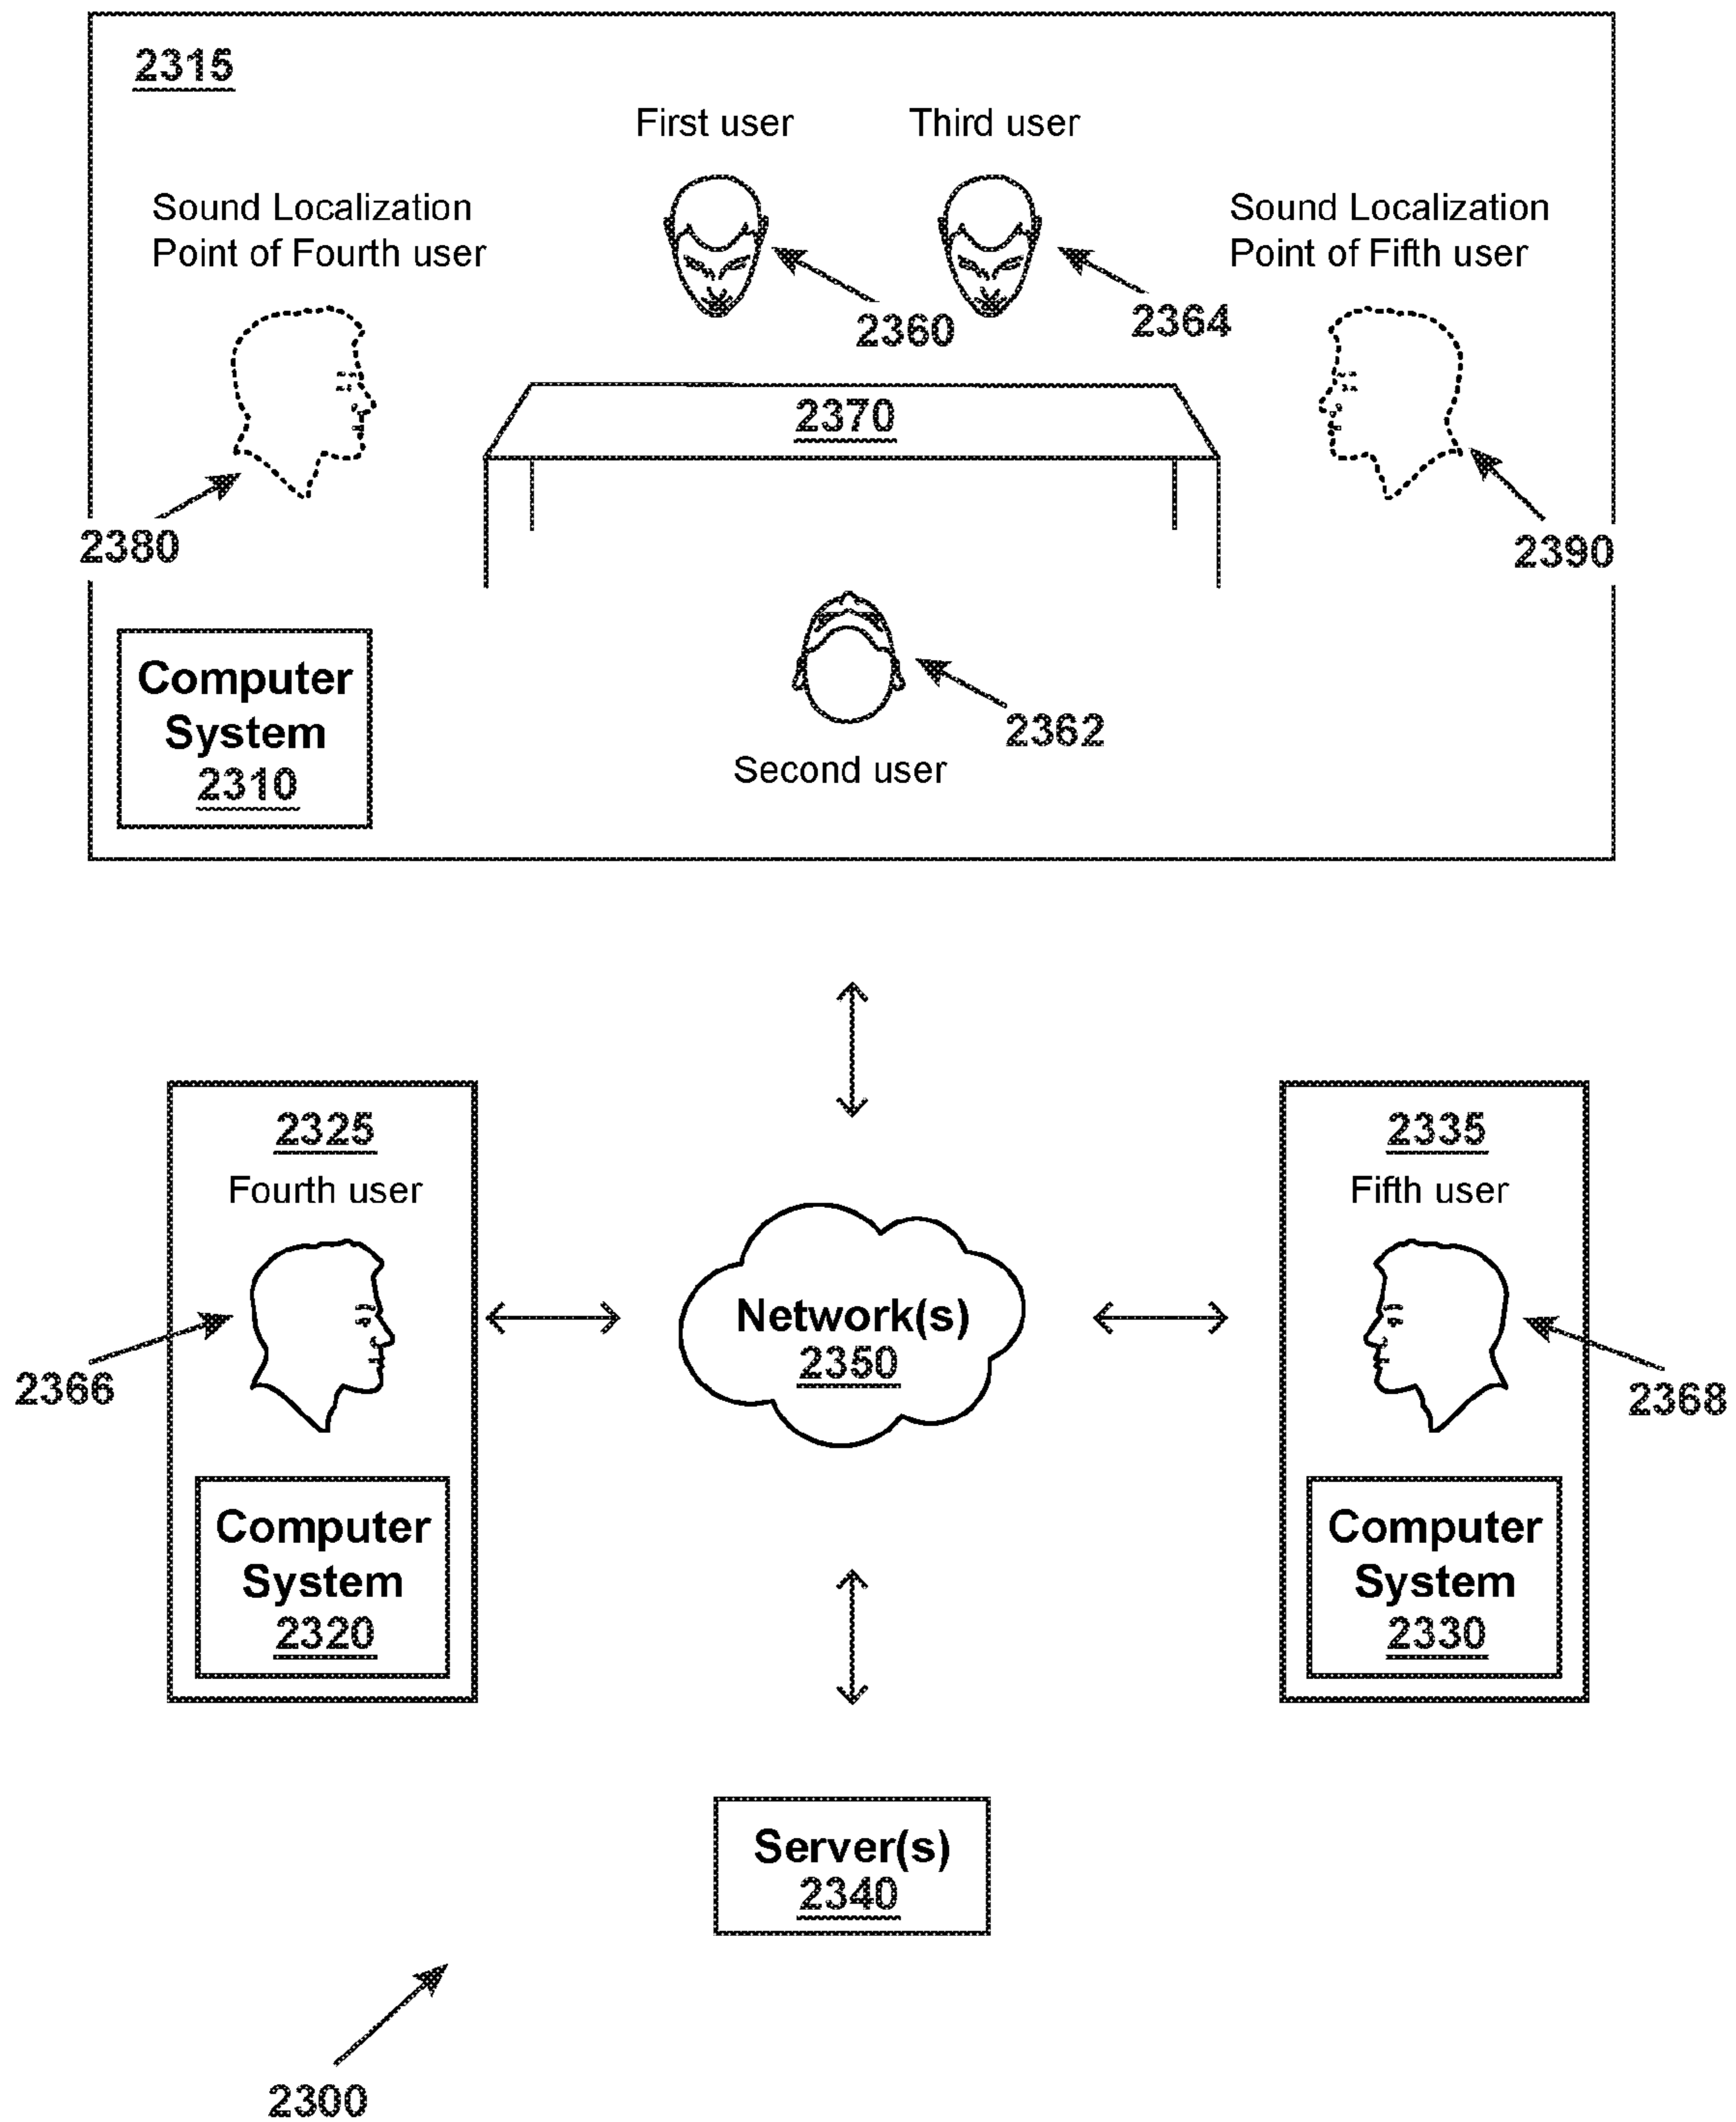 2315
First user
Third user
Sound Localization
Point of Fourth user
Sound Localization
Point of Fifth user
2360
2364
2370
2380
2390
Computer
System
2310
2362
Second user
2325
Fourth user
2335
Fifth user
Network(s)
2350
2366
2368
Computer
System
2320
Computer
System
2330
Server(s)
2340
2300